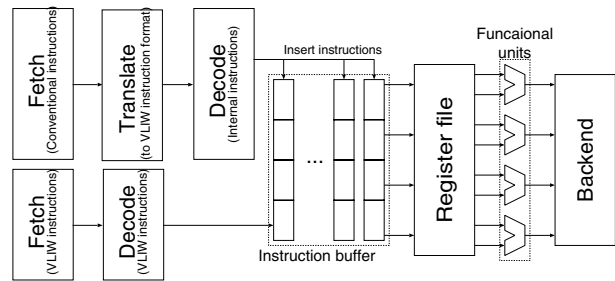 Fetch
(Conventional instructions)
Translate
(to VLIW instruction format)
Decode
(Internal instructions)
Insert instructions
Funcaional
units
...
Register file
Backend
Fetch
(VLIW instructions)
Decode
(VLIW instructions)
Instruction buffer